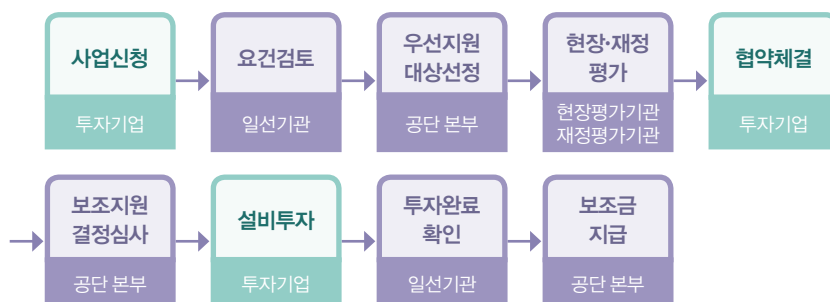 사업신청
투자기업
요건검토
일선기관
우선지원
대상선정
공단 본부
현장·재정
평가
현장평가기관
재정평가기관
협약체결
투자기업
보조지원
결정심사
공단 본부
설비투자
투자기업
투자완료
확인
일선기관
보조금
지급
공단 본부